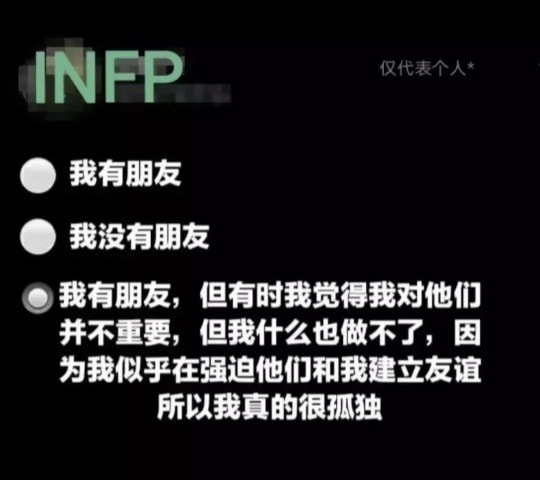 INFP
仅代表个人*
我有朋友
我没有朋友
我有朋友，但有时我觉得我对他们
并不重要，但我什么也做不了，因
为我似乎在强迫他们和我建立友谊
所以我真的很孤独